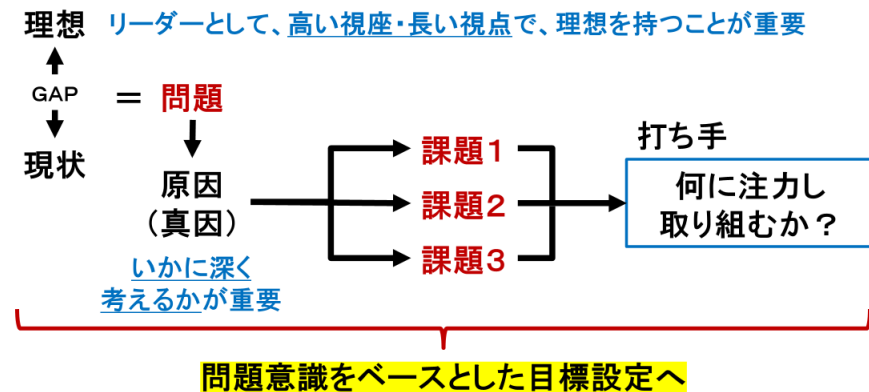 理想
リーダーとして、高い視座・長い視点で、理想を持つことが重要
GAP
＝ 問題
現状
原因
（真因）
いかに深く
考えるかが重要
課題１
課題２
課題３
打ち手
何に注力し
取り組むか？
問題意識をベースとした目標設定へ